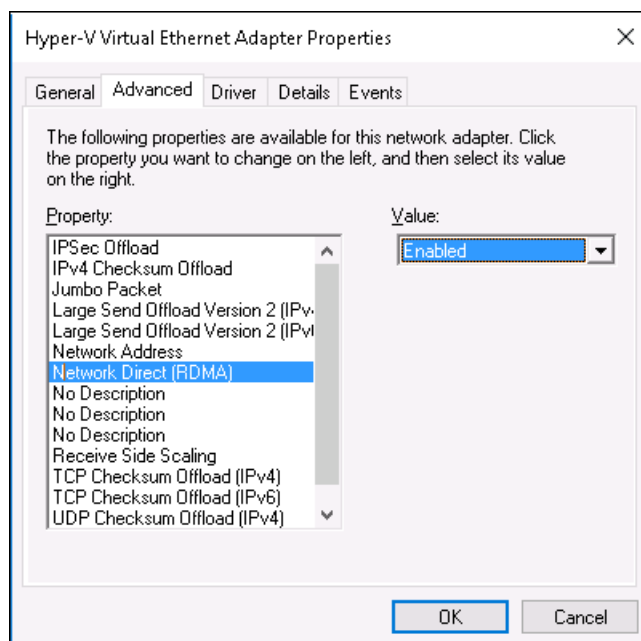 Hyper-V Virtual Ethernet Adapter Properties
General Advanced Driver Details Events
The following properties are available for this network adapter. Click
the property you want to change on the left, and then select its value
on the right.
Property:
Value:
IPSec Offload
Enabled
IPv4 Checksum Offload
Jumbo Packet
Large Send Offload Version 2 (IPv
Large Send Offload Version 2 (IPv
Network Address
Network Direct (RDMA)
No Description
No Description
No Description
Receive Side Scaling
TCP Checksum Offload (IPv4)
TCP Checksum Offload (IPv6)
UDP Checksum Offload (IPv4)
OK
Cancel